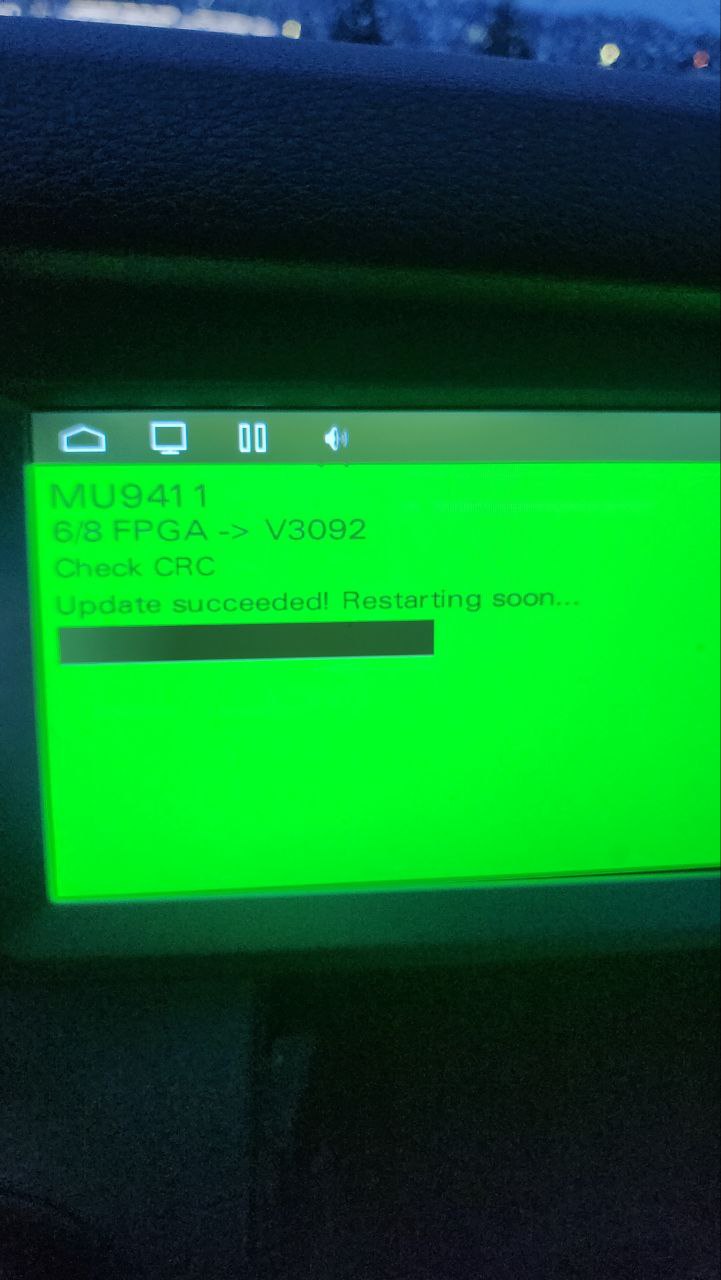 MU9411
6/8 FPGA -> V3092
Check CRC
Update succeeded! Restarting soon...